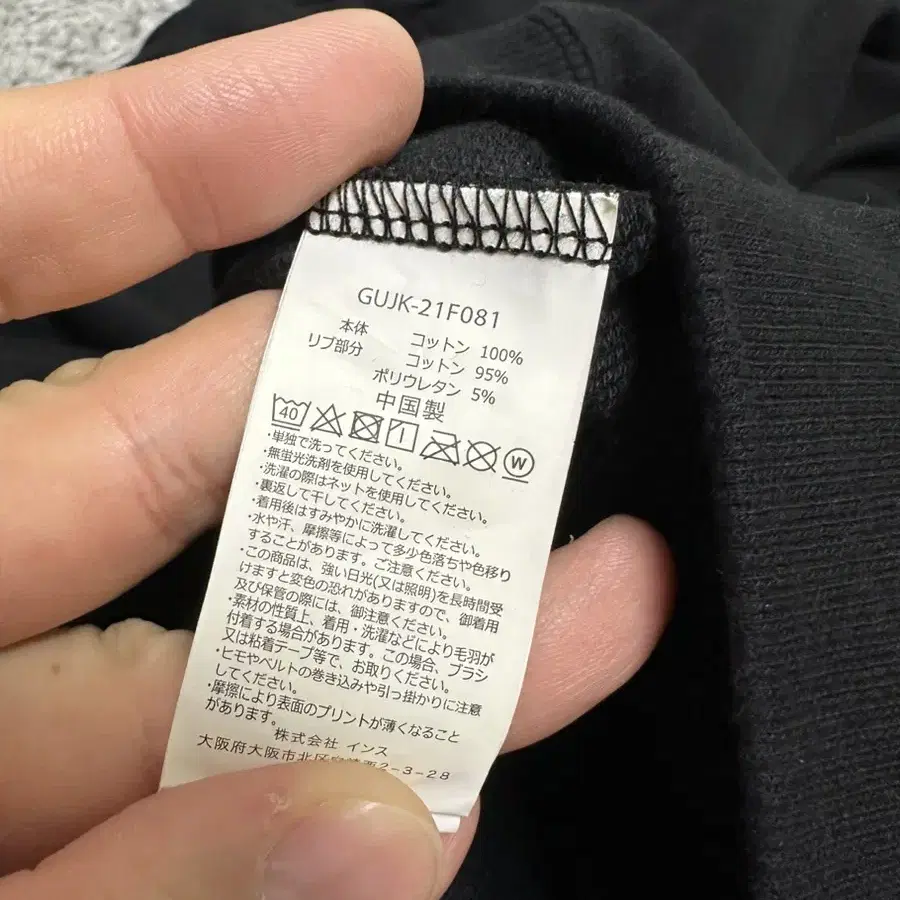 GUJK-21F081
本体 コットン 100%
リブ部分 コットン 95%
ポリウレタン 5%
中国製
40 W
・単独で洗ってください。
・無蛍光洗剤を使用してください。
・洗濯の際はネットを使用してください。
・裏返して干してください。
・着用後はすみやかに洗濯してください。
・水や汗、摩擦等によって多少色落ちや色移り
することがあります。ご注意ください。
・この商品は、強い日光(又は照明)を長時間受
けますと変色の恐れがありますので、御着用
及び保管の際には、御注意ください。
・素材の性質上、着用・洗濯などにより毛羽が
付着する場合があります。この場合、ブラシ
又は粘着テープ等で、お取りください。
・ヒモやベルトの巻き込みや引っ掛かりに注意
してください。
・摩擦により表面のプリントが薄くなること
があります。
株式会社 インス
大阪府大阪市北区 2-3-28